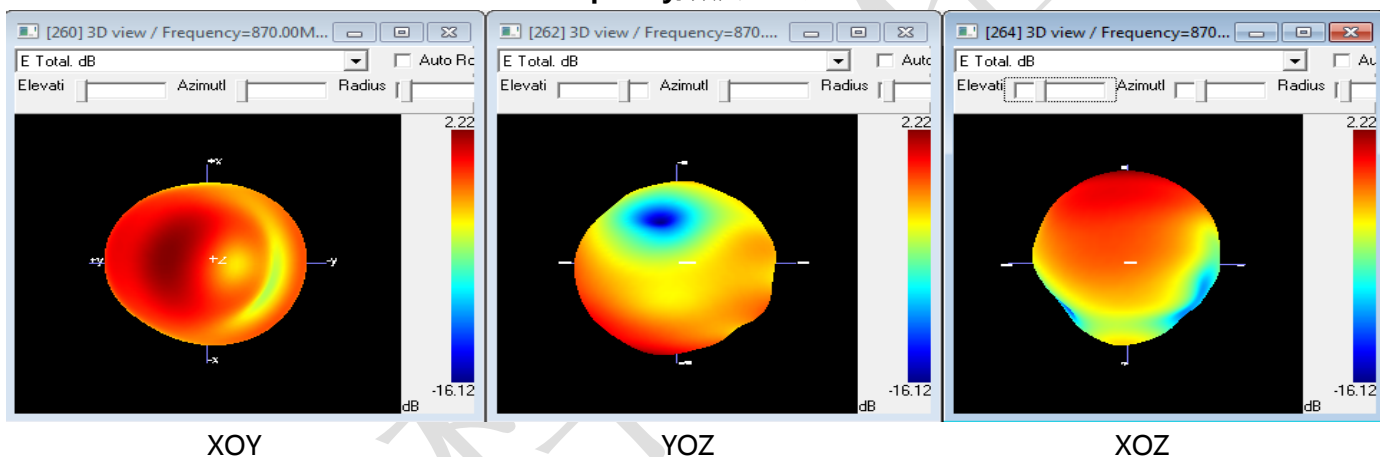 [260] 3D view / Frequency=870.00M...
E Total. dB
Auto Ro
Elevati
Azimutl
Radius
2.22
+x
+y
+z
-y
-x
-16.12
dB
XOY
[262] 3D view / Frequency=870....
E Total. dB
Auto
Elevati
Azimutl
Radius
2.22
-16.12
dB
YOZ
[264] 3D view / Frequency=870...
E Total. dB
Au
Elevati
Azimutl
Radius
2.22
-16.12
dB
XOZ